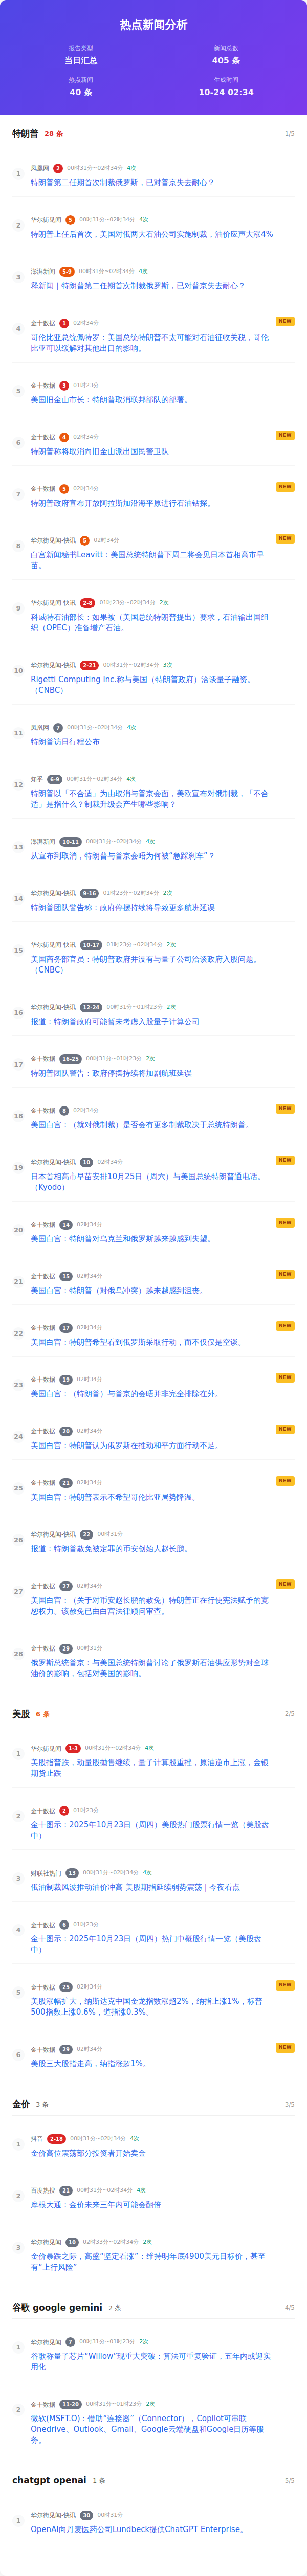 热点新闻分析
报告类型
当日汇总
新闻总数
405 条
热点新闻
40 条
生成时间
10-24 02:34
特朗普 28 条 1/5
1
凤凰网 2 00时31分~02时34分 4次
特朗普第二任期首次制裁俄罗斯，已对普京失去耐心？
2
华尔街见闻 5 00时31分~02时34分 4次
特朗普上任后首次，美国对俄两大石油公司实施制裁，油价应声大涨4%
3
澎湃新闻 5-9 00时31分~02时34分 4次
释新闻｜特朗普第二任期首次制裁俄罗斯，已对普京失去耐心？
4
金十数据 1 02时34分 NEW
哥伦比亚总统佩特罗：美国总统特朗普不太可能对石油征收关税，哥伦
比亚可以缓解对其他出口的影响。
5
金十数据 3 01时23分
美国旧金山市长：特朗普取消联邦部队的部署。
6
金十数据 4 02时34分 NEW
特朗普称将取消向旧金山派出国民警卫队
7
金十数据 5 02时34分 NEW
特朗普政府宣布开放阿拉斯加沿海平原进行石油钻探。
8
华尔街见闻-快讯 5 02时34分 NEW
白宫新闻秘书Leavitt：美国总统特朗普下周二将会见日本首相高市早
苗。
9
华尔街见闻-快讯 2-8 01时23分~02时34分 2次
科威特石油部长：如果被（美国总统特朗普提出）要求，石油输出国组
织（OPEC）准备增产石油。
10
华尔街见闻-快讯 2-21 00时31分~02时34分 3次
Rigetti Computing Inc.称与美国（特朗普政府）洽谈量子融资。
（CNBC）
11
凤凰网 7 00时31分~02时34分 4次
特朗普访日行程公布
12
知乎 6-9 00时31分~02时34分 4次
特朗普以「不合适」为由取消与普京会面，美欧宣布对俄制裁，「不合
适」是指什么？制裁升级会产生哪些影响？
13
澎湃新闻 10-11 00时31分~02时34分 4次
从宣布到取消，特朗普与普京会晤为何被“急踩刹车”？
14
华尔街见闻-快讯 9-16 01时23分~02时34分 2次
特朗普团队警告称：政府停摆持续将导致更多航班延误
15
华尔街见闻-快讯 10-17 01时23分~02时34分 2次
美国商务部官员：特朗普政府并没有与量子公司洽谈政府入股问题。
（CNBC）
16
华尔街见闻-快讯 12-24 00时31分~01时23分 2次
报道：特朗普政府可能暂未考虑入股量子计算公司
17
金十数据 16-25 00时31分~01时23分 2次
特朗普团队警告：政府停摆持续将加剧航班延误
18
金十数据 8 02时34分 NEW
美国白宫：（就对俄制裁）是否会有更多制裁取决于总统特朗普。
19
华尔街见闻-快讯 10 02时34分 NEW
日本首相高市早苗安排10月25日（周六）与美国总统特朗普通电话。
（Kyodo）
20
金十数据 14 02时34分 NEW
美国白宫：特朗普对乌克兰和俄罗斯越来越感到失望。
21
金十数据 15 02时34分 NEW
美国白宫：特朗普（对俄乌冲突）越来越感到沮丧。
22
金十数据 17 02时34分 NEW
美国白宫：特朗普希望看到俄罗斯采取行动，而不仅仅是空谈。
23
金十数据 19 02时34分 NEW
美国白宫：（特朗普）与普京的会晤并非完全排除在外。
24
金十数据 20 02时34分 NEW
美国白宫：特朗普认为俄罗斯在推动和平方面行动不足。
25
金十数据 21 02时34分 NEW
美国白宫：特朗普表示不希望哥伦比亚局势降温。
26
华尔街见闻-快讯 22 00时31分
报道：特朗普赦免被定罪的币安创始人赵长鹏。
27
金十数据 27 02时34分 NEW
美国白宫：（关于对币安赵长鹏的赦免）特朗普正在行使宪法赋予的宽
恕权力。该赦免已由白宫法律顾问审查。
28
金十数据 29 00时31分
俄罗斯总统普京：与美国总统特朗普讨论了俄罗斯石油供应形势对全球
油价的影响，包括对美国的影响。
美股 6 条 2/5
1
华尔街见闻 1-3 00时31分~02时34分 4次
美股指普跌，动量股抛售继续，量子计算股重挫，原油逆市上涨，金银
期货止跌
2
金十数据 2 01时23分
金十图示：2025年10月23日（周四）美股热门股票行情一览（美股盘
中）
3
财联社热门 13 00时31分~02时34分 4次
俄油制裁风波推动油价冲高 美股期指延续弱势震荡 | 今夜看点
4
金十数据 6 01时23分
金十图示：2025年10月23日（周四）热门中概股行情一览（美股盘
中）
5
金十数据 25 02时34分 NEW
美股涨幅扩大，纳斯达克中国金龙指数涨超2%，纳指上涨1%，标普
500指数上涨0.6%，道指涨0.3%。
6
金十数据 29 02时34分 NEW
美股三大股指走高，纳指涨超1%。
金价 3 条 3/5
1
抖音 2-18 00时31分~02时34分 4次
金价高位震荡部分投资者开始卖金
2
百度热搜 21 00时31分~02时34分 4次
摩根大通：金价未来三年内可能会翻倍
3
华尔街见闻 10 02时33分~02时34分 2次
金价暴跌之际，高盛“坚定看涨”：维持明年底4900美元目标价，甚至
有“上行风险”
谷歌 google gemini 2 条 4/5
1
华尔街见闻 7 00时31分~01时23分 2次
谷歌称量子芯片“Willow”现重大突破：算法可重复验证，五年内或迎实
用化
2
金十数据 11-20 00时31分~01时23分 2次
微软(MSFT.O)：借助“连接器”（Connector），Copilot可串联
Onedrive、Outlook、Gmail、Google云端硬盘和Google日历等服
务。
chatgpt openai 1 条 5/5
1
华尔街见闻-快讯 30 00时31分
OpenAI向丹麦医药公司Lundbeck提供ChatGPT Enterprise。